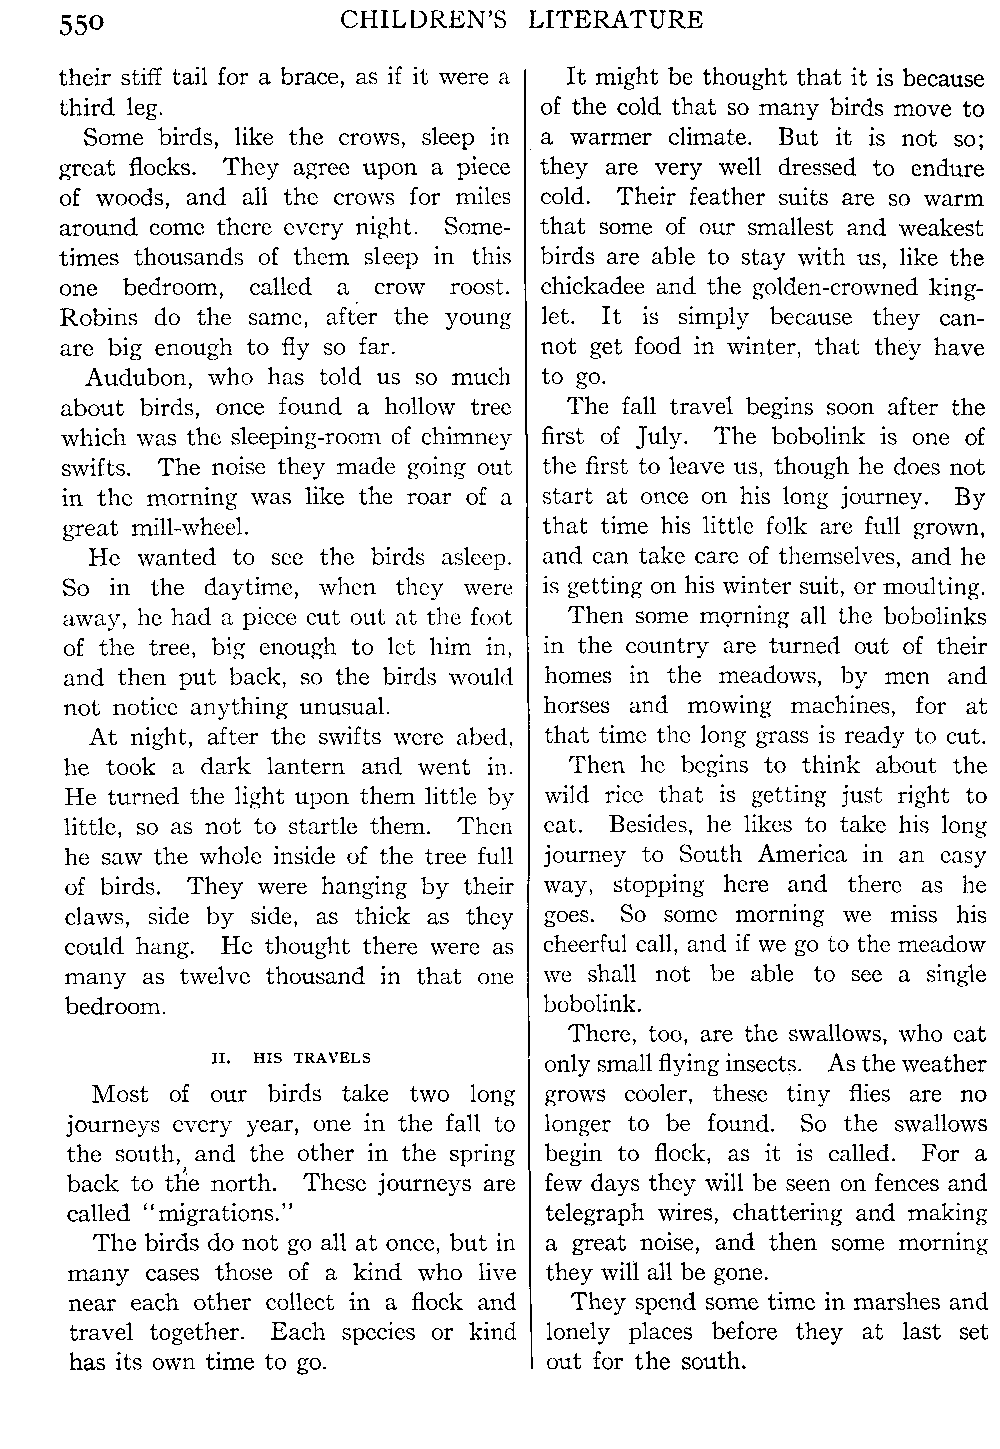 550
CHILDREN'S LITERATURE
their stiff tail for a brace, as if it were a
third leg.
Some birds, like the crows, sleep in
great flocks. They agree upon a piece
of woods, and all the crows for miles
around come there every night. Some-
times thousands of them sleep in this
one bedroom, called a crow roost.
Robins do the same, after the young
are big enough to fly so far.
Audubon, who has told us so much
about birds, once found a hollow tree
which was the sleeping-room of chimney
swifts. The noise they made going out
in the morning was like the roar of a
great mill-wheel.
He wanted to see the birds asleep.
So in the daytime, when they were
away, he had a piece cut out at the foot
of the tree, big enough to let him in,
and then put back, so the birds would
not notice anything unusual.
At night, after the swifts were abed,
he took a dark lantern and went in.
He turned the light upon them little by
little, so as not to startle them. Then
he saw the whole inside of the tree full
of birds. They were hanging by their
claws, side by side, as thick as they
could hang. He thought there were as
many as twelve thousand in that one
bedroom.
II. HIS TRAVELS
Most of our birds take two long
journeys every year, one in the fall to
the south, and the other in the spring
back to the north. These journeys are
called "migrations."
The birds do not go all at once, but in
many cases those of a kind who live
near each other collect in a flock and
travel together. Each species or kind
has its own time to go.
It might be thought that it is because
of the cold that so many birds move to
a warmer climate. But it is not so;
they are very well dressed to endure
cold. Their feather suits are so warm
that some of our smallest and weakest
birds are able to stay with us, like the
chickadee and the golden-crowned king-
let. It is simply because they can-
not get food in winter, that they have
to go.
The fall travel begins soon after the
first of July. The bobolink is one of
the first to leave us, though he does not
start at once on his long journey. By
that time his little folk are full grown,
and can take care of themselves, and he
is getting on his winter suit, or moulting.
Then some morning all the bobolinks
in the country are turned out of their
homes in the meadows, by men and
horses and mowing machines, for at
that time the long grass is ready to cut.
Then he begins to think about the
wild rice that is getting just right to
eat. Besides, he likes to take his long
journey to South America in an easy
way, stopping here and there as he
goes. So some morning we miss his
cheerful call, and if we go to the meadow
we shall not be able to see a single
bobolink.
There, too, are the swallows, who eat
only small flying insects. As the weather
grows cooler, these tiny flies are no
longer to be found. So the swallows
begin to flock, as it is called. For a
few days they will be seen on fences and
telegraph wires, chattering and making
a great noise, and then some morning
they will all be gone.
They spend some time in marshes and
lonely places before they at last set
out for the south.